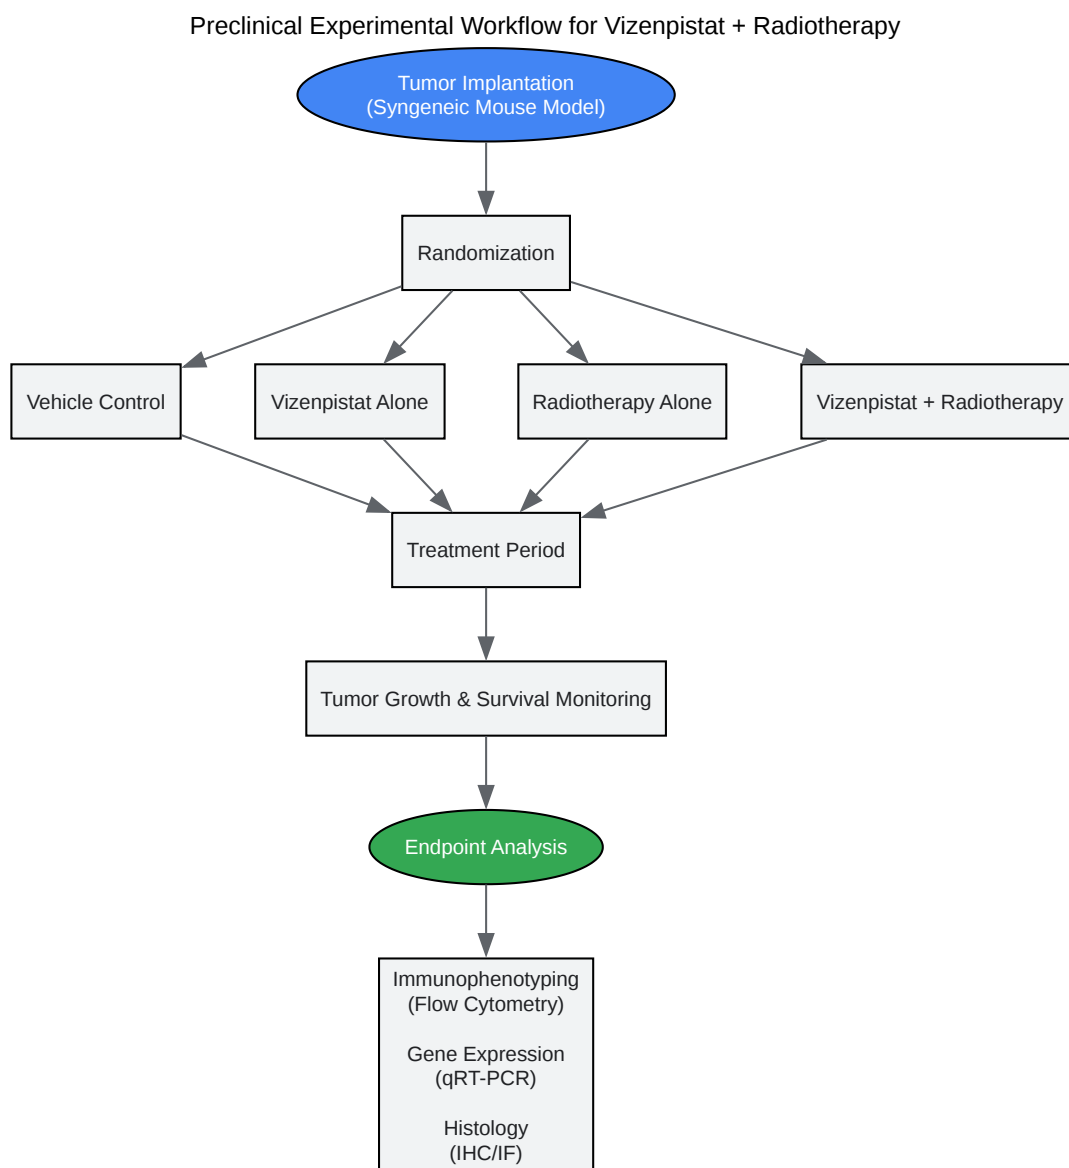 Preclinical Experimental Workflow for Vizenpistat + Radiotherapy
Tumor Implantation
(Syngeneic Mouse Model)
Randomization
Vehicle Control
Vizenpistat Alone
Radiotherapy Alone
Vizenpistat + Radiotherapy
Treatment Period
Tumor Growth & Survival Monitoring
Endpoint Analysis
Immunophenotyping
(Flow Cytometry)
Gene Expression
(qRT-PCR)
Histology
(IHC/IF)